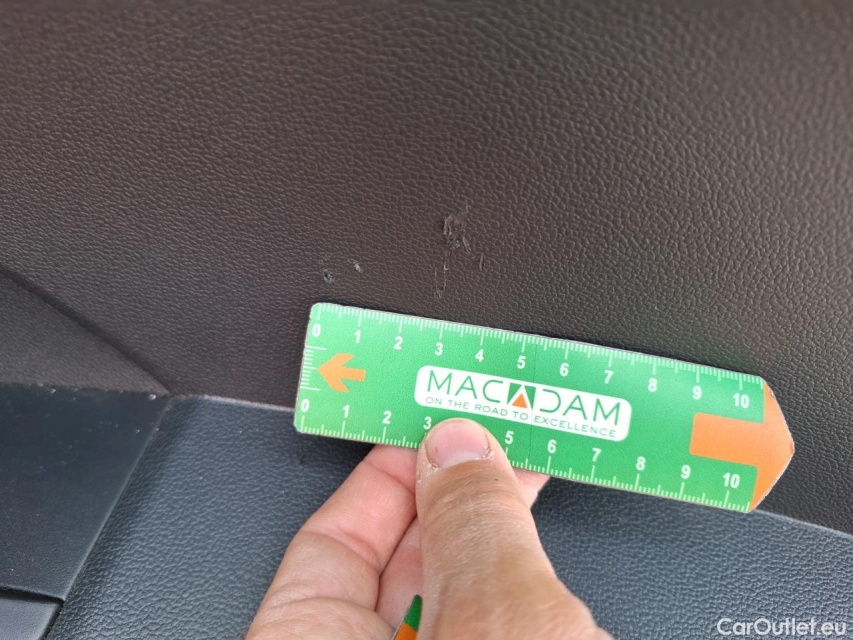 0 1 2 3 4 5 6 7 8 9 10
MACADAM
ON THE ROAD TO EXCELLENCE
0 1 2 3 5 6 7 8 9 10
CarOutlet.eu